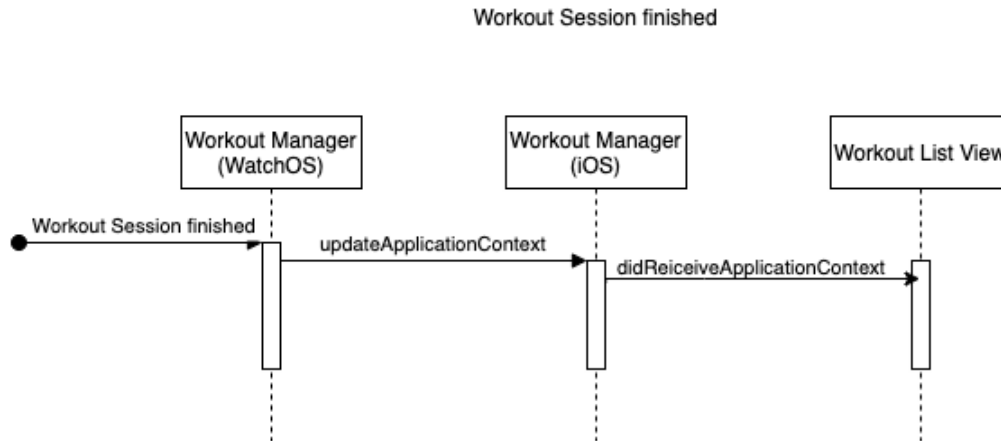 Workout Session finished
Workout Manager
(WatchOS)
Workout Manager
(iOS)
Workout List View
Workout Session finished
updateApplicationContext
didReiceiveApplicationContext